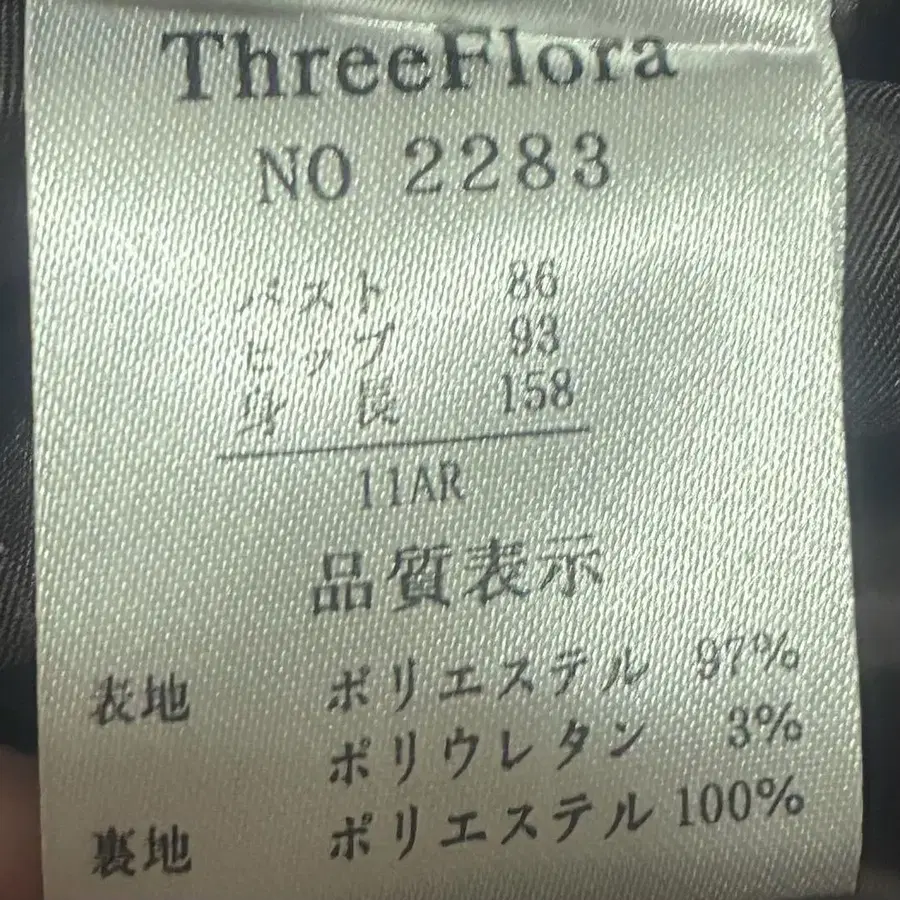 ThreeFlora
NO 2283
バスト 86
ヒップ 93
身長 158
11AR
品質表示
表地 ポリエステル 97%
ポリウレタン 3%
裏地 ポリエステル 100%